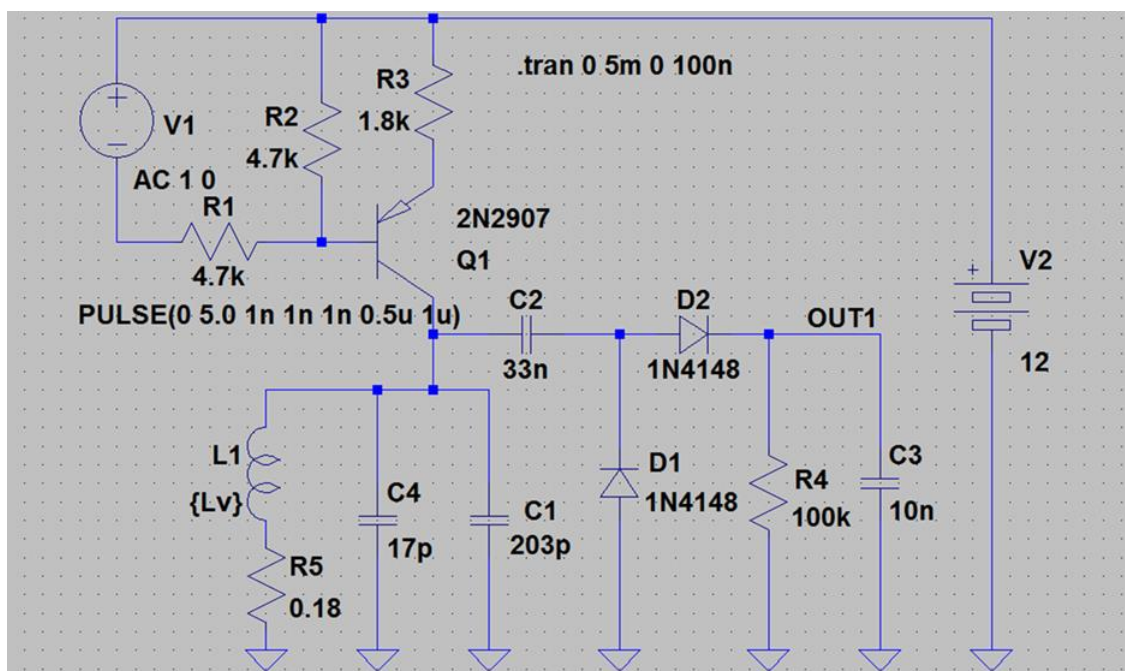 .tran 0 5m 0 100n
R3
1.8k
V1
R2
4.7k
AC 1 0
R1
4.7k
2N2907
Q1
PULSE(0 5.0 1n 1n 1n 0.5u 1u)
V2
+
12
C2
33n
D2
1N4148
OUT1
L1
{Lv}
C4
17p
C1
203p
D1
1N4148
R4
100k
C3
10n
R5
0.18